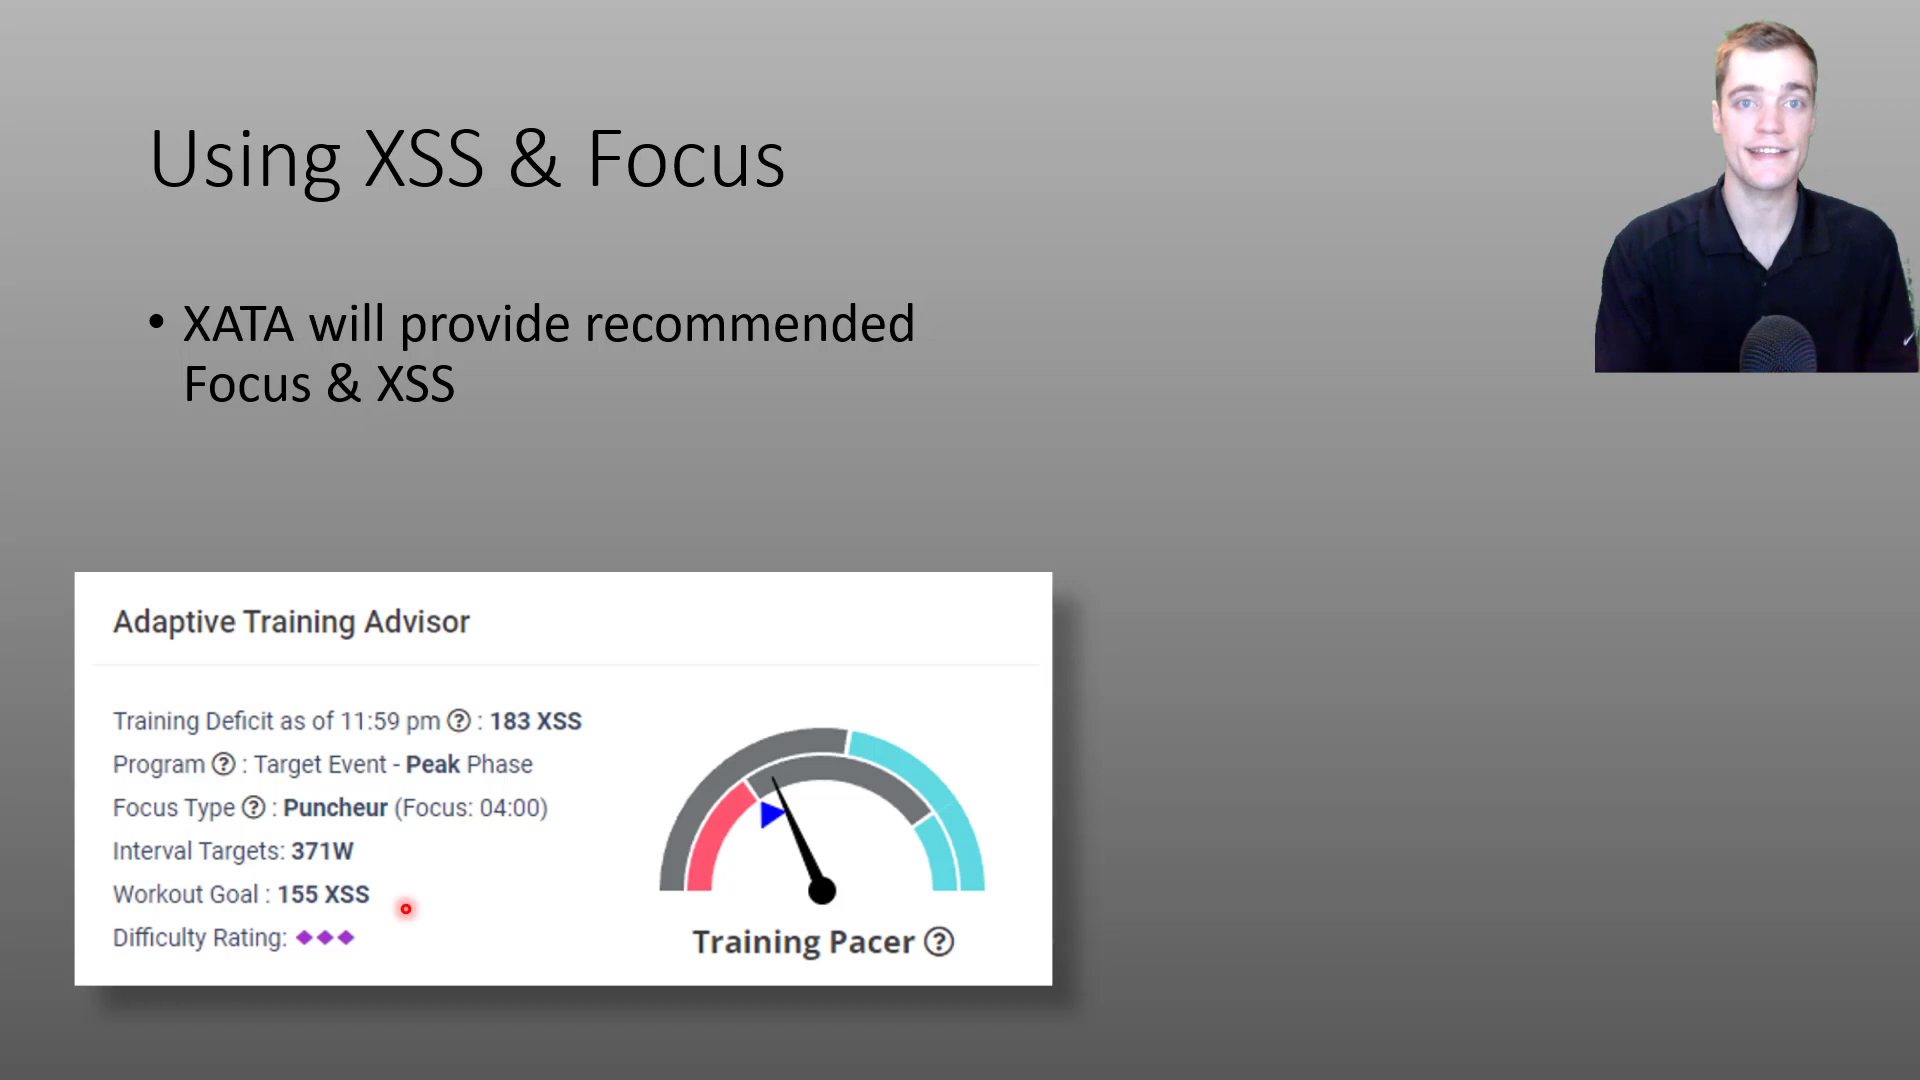 Using XSS & Focus
• XATA will provide recommended
Focus & XSS
Adaptive Training Advisor
Training Deficit as of 11:59 pm ? : 183 XSS
Program ? : Target Event - Peak Phase
Focus Type ? : Puncheur (Focus: 04:00)
Interval Targets: 371W
Workout Goal : 155 XSS
Difficulty Rating: ◆◆◆
Training Pacer ?